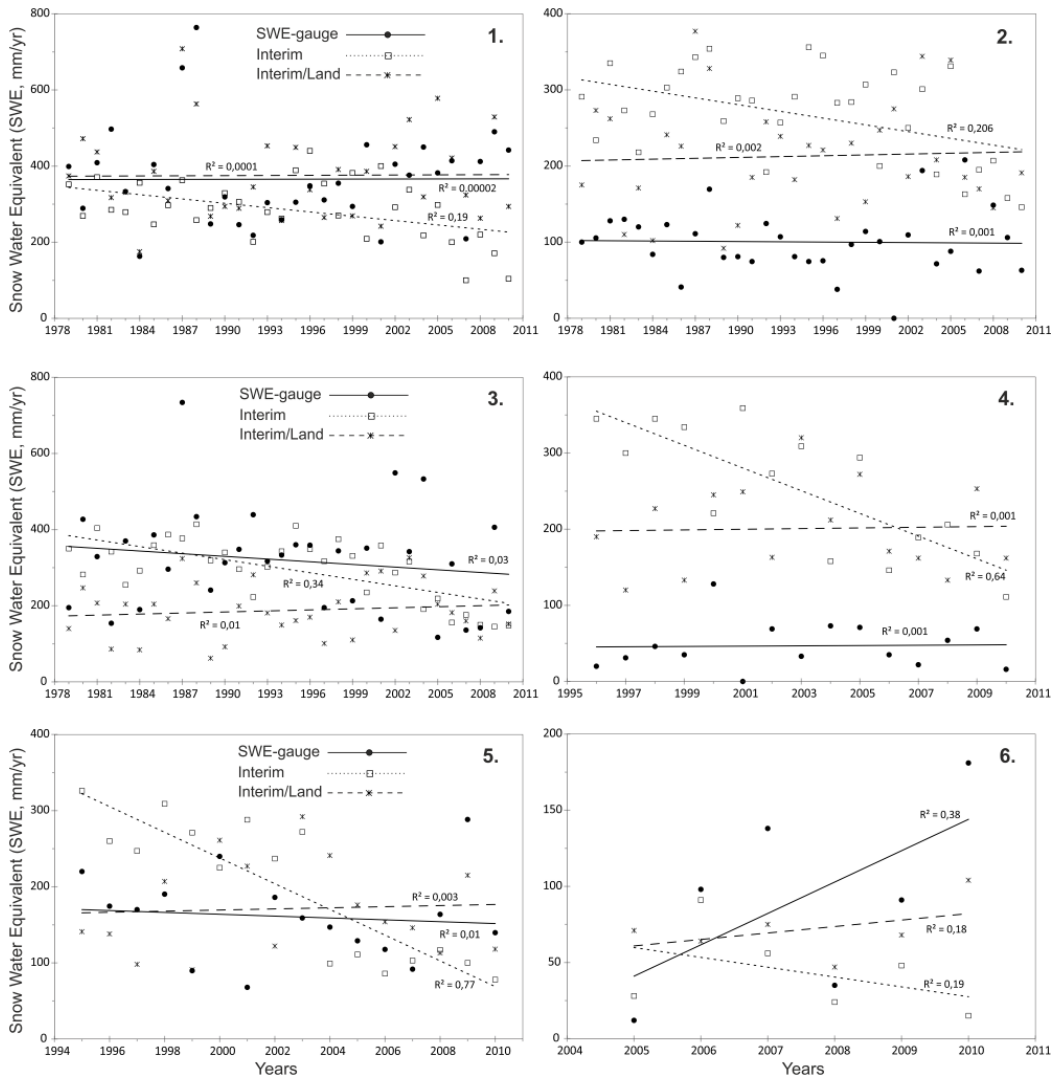 Snow Water Equivalent (SWE, mm/yr)
800
600
400
200
0
SWE-gauge
Interim
Interim/Land
1.
R² = 0,0001
R² = 0,00002
R² = 0,19
1978 1981 1984 1987 1990 1993 1996 1999 2002 2005 2008 2011
400
300
200
100
0
2.
R² = 0,206
R² = 0,002
R² = 0,001
1978 1981 1984 1988 1991 1995 1998 2001 2005 2008 2011
Snow Water Equivalent (SWE, mm/yr)
800
600
400
200
0
SWE-gauge
Interim
Interim/Land
3.
R² = 0,03
R² = 0,34
R² = 0,01
1978 1981 1984 1987 1990 1993 1996 1999 2002 2005 2008 2011
400
300
200
100
0
4.
R² = 0,001
R² = 0,64
R² = 0,001
1995 1997 1999 2001 2003 2005 2007 2009 2011
Snow Water Equivalent (SWE, mm/yr)
400
300
200
100
0
SWE-gauge
Interim
Interim/Land
5.
R² = 0,003
R² = 0,01
R² = 0,77
1994 1996 1998 2000 2002 2004 2006 2008 2010
Years
200
150
100
50
0
6.
R² = 0,38
R² = 0,18
R² = 0,19
2004 2005 2006 2007 2008 2009 2010 2011
Years